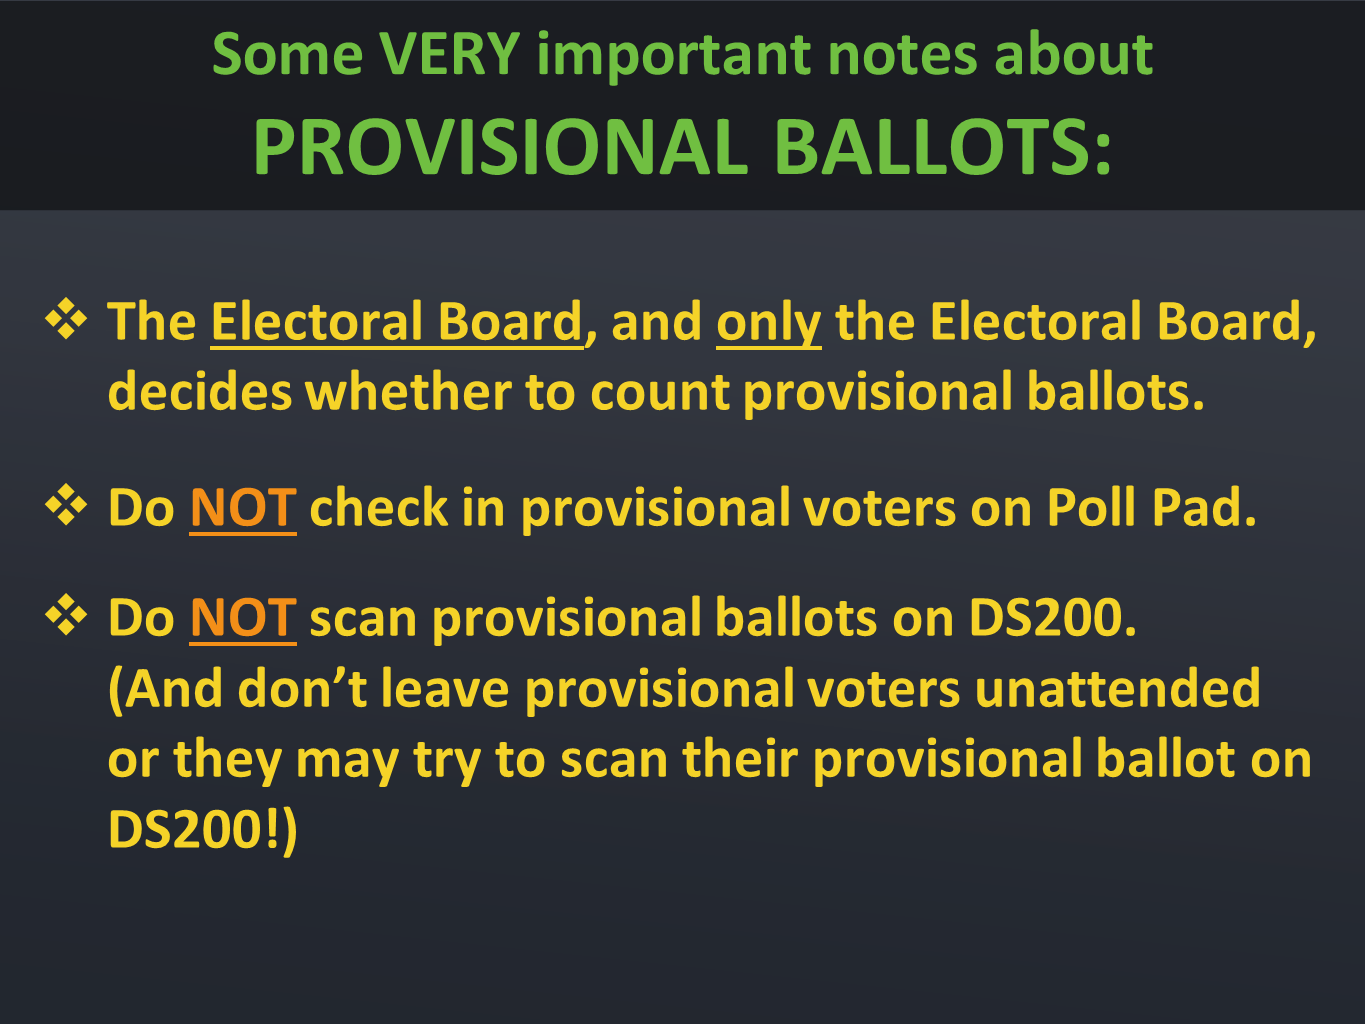 Some VERY important notes about
PROVISIONAL BALLOTS:
❖ The Electoral Board, and only the Electoral Board,
decides whether to count provisional ballots.
❖ Do NOT check in provisional voters on Poll Pad.
❖ Do NOT scan provisional ballots on DS200.
(And don’t leave provisional voters unattended
or they may try to scan their provisional ballot on
DS200!)